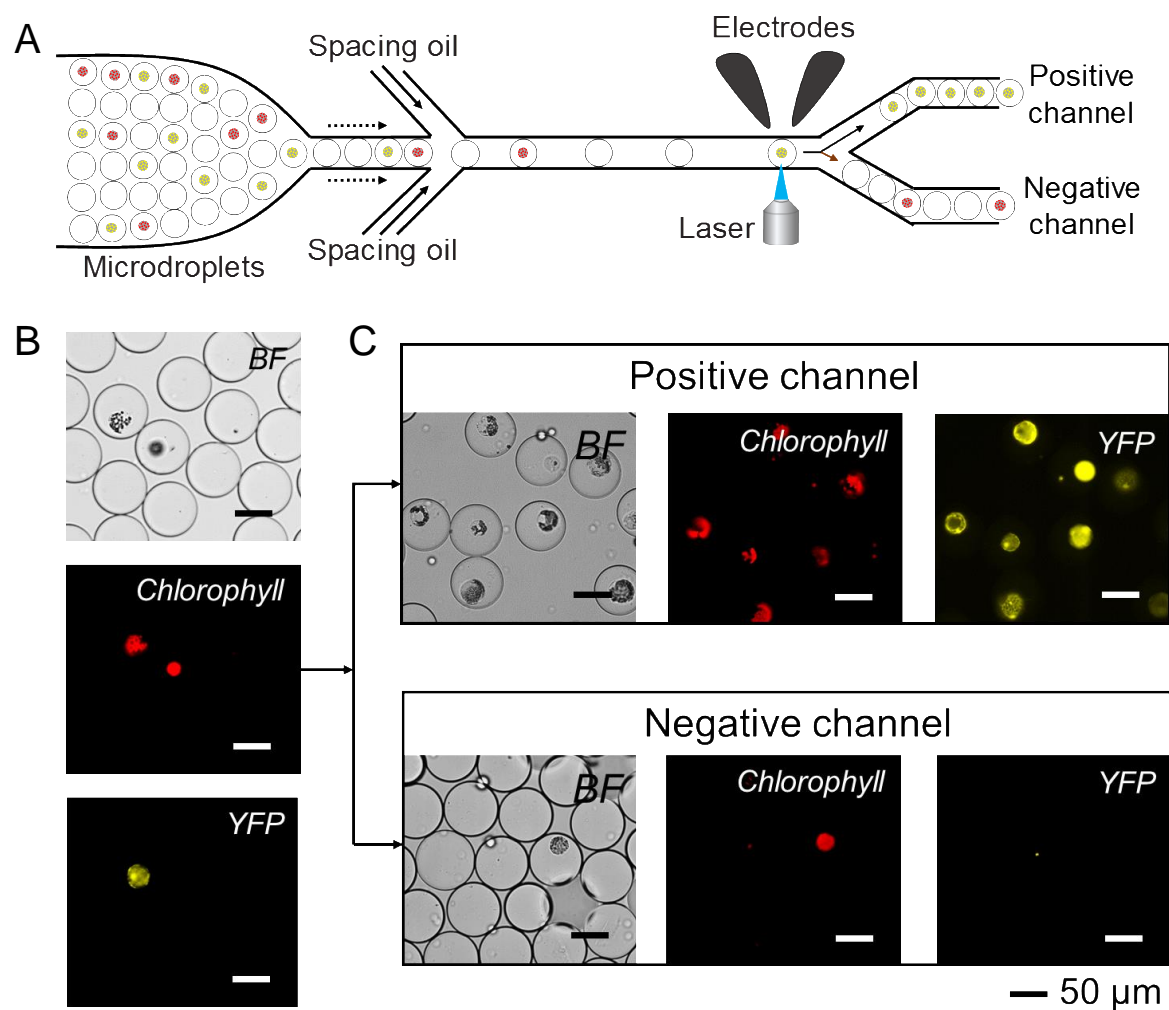 A
Spacing oil
Electrodes
Positive
channel
Negative
channel
Laser
Spacing oil
Microdroplets
B
BF
Chlorophyll
YFP
C
Positive channel
BF
Chlorophyll
YFP
Negative channel
BF
Chlorophyll
YFP
50 μm